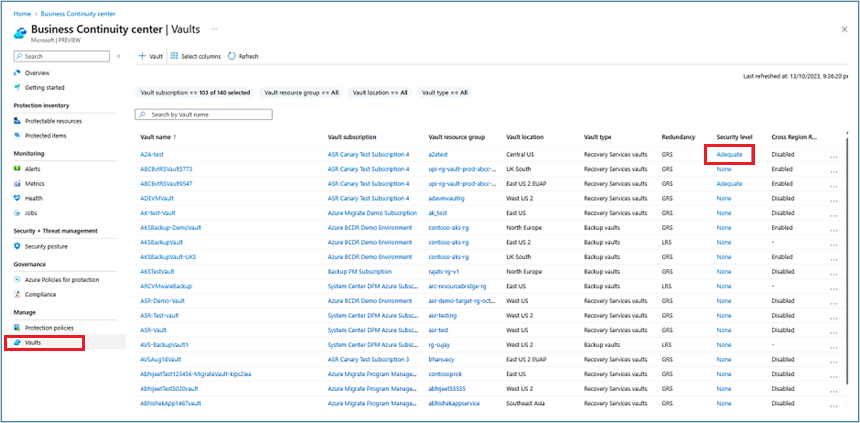 Home > Business Continuity center >
Business Continuity center | Vaults ...
Microsoft | PREVIEW
Search
+ Vault Select columns Refresh
Overview
Getting started
Protection inventory
Protectable resources
Protected items
Monitoring
Alerts
Metrics
Health
Jobs
Security + Threat management
Security posture
Governance
Azure Policies for protection
Compliance
Manage
Protection policies
Vaults
Last refreshed at: 13/10/2023, 9:36:20 pr
Vault subscription == 103 of 140 selected Vault resource group == All Vault location == All Vault type == All
Search by Vault name
Vault name ↑ Vault subscription Vault resource group Vault location Vault type Redundancy Security level Cross Region R...
A2A-test ASR Canary Test Subscription 4 a2atest Central US Recovery Services vaults GRS Adequate Disabled ...
ABCBvtRSVault5773 ASR Canary Test Subscription 4 upi-rg-vault-prod-abcc-... UK South Recovery Services vaults GRS None Enabled ...
ABCBvtRSVault9547 ASR Canary Test Subscription 4 upi-rg-vault-prod-abcc-... East US 2 EUAP Recovery Services vaults GRS Adequate Enabled ...
ADEVMVault ASR Canary Test Subscription 4 adevmvaultrg West US 2 Recovery Services vaults GRS None Disabled ...
AK-test-Vault Azure Migrate Demo Subscription ak_test East US Recovery Services vaults GRS None Disabled ...
AKSBackup-DemoVault Azure BCDR Demo Environment contoso-aks-rg North Europe Backup vaults GRS None Enabled ...
AKSBackupVault Azure BCDR Demo Environment contoso-aks-rg East US 2 Backup vaults LRS None - ...
AKSBackupVault-UKS Azure BCDR Demo Environment contoso-aks-rg UK South Backup vaults GRS None Enabled ...
AKSTestVault Backup PM Subscription rajats-rg-v1 North Europe Backup vaults GRS None Disabled ...
ARCVMwareBackup System Center DPM Azure Subsc... arc-resourcebridge-rg East US Backup vaults LRS None - ...
ASR-Demo-Vault Azure BCDR Demo Environment asr-demo-target-rg-oct... West US Recovery Services vaults GRS None Disabled ...
ASR-Test-vault System Center DPM Azure Subsc... asr-testing West US 2 Recovery Services vaults GRS None Disabled ...
ASR-Vault System Center DPM Azure Subsc... asr-test West US Recovery Services vaults GRS None Disabled ...
AVS-BackupVault1 System Center DPM Azure Subsc... rg-sujay West US 2 Backup vaults LRS None - ...
AVSAug18Vault ASR Canary Test Subscription 3 bhanuecy East US 2 EUAP Recovery Services vaults GRS None Disabled ...
AbhijeetTest123456-MigrateVault-kips2iea Azure Migrate Program Manage... contosoprok East US Recovery Services vaults GRS None Disabled ...
AbhijeetTest5020vault Azure Migrate Program Manage... abhijeet55555 West US 2 Recovery Services vaults GRS None Disabled ...
AbhishekApp1487vault Azure Migrate Program Manage... abhishekappservice Southeast Asia Recovery Services vaults GRS None Disabled ...